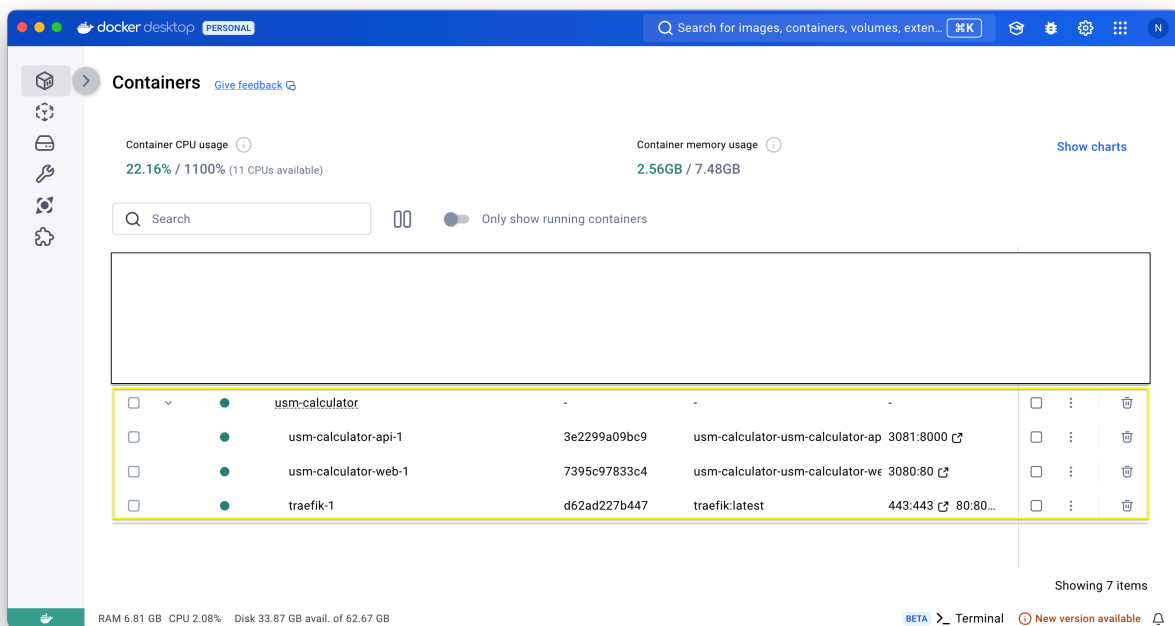 docker desktop PERSONAL Search for images, containers, volumes, exten... ⌘K N
Containers Give feedback
Container CPU usage Container memory usage
22.16% / 1100% (11 CPUs available) 2.56GB / 7.48GB Show charts
Search Only show running containers
usm-calculator - - -
usm-calculator-api-1 3e2299a09bc9 usm-calculator-usm-calculator-ap 3081:8000
usm-calculator-web-1 7395c97833c4 usm-calculator-usm-calculator-we 3080:80
traefik-1 d62ad227b447 traefik:latest 443:443 80:80...
Showing 7 items
RAM 6.81 GB CPU 2.08% Disk 33.87 GB avail. of 62.67 GB BETA >_ Terminal New version available